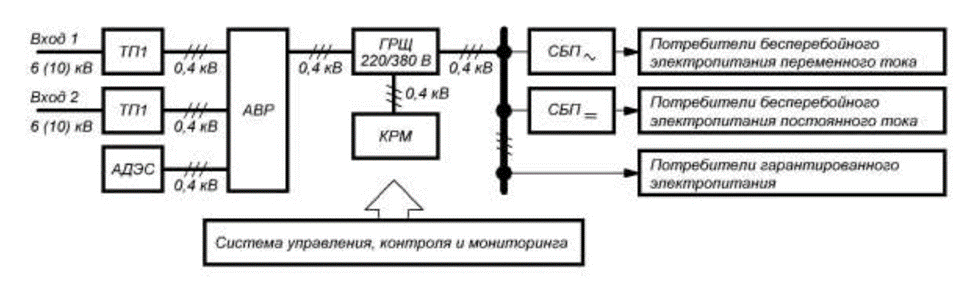 Вход 1
6 (10) кВ
ТП1
0,4 кВ
Вход 2
6 (10) кВ
ТП1
0,4 кВ
АДЭС
0,4 кВ
АВР
0,4 кВ
ГРЩ
220/380 В
0,4 кВ
0,4 кВ
КРМ
СБП ~
Потребители бесперебойного
электропитания переменного тока
СБП =
Потребители бесперебойного
электропитания постоянного тока
Потребители гарантированного
электропитания
Система управления, контроля и мониторинга